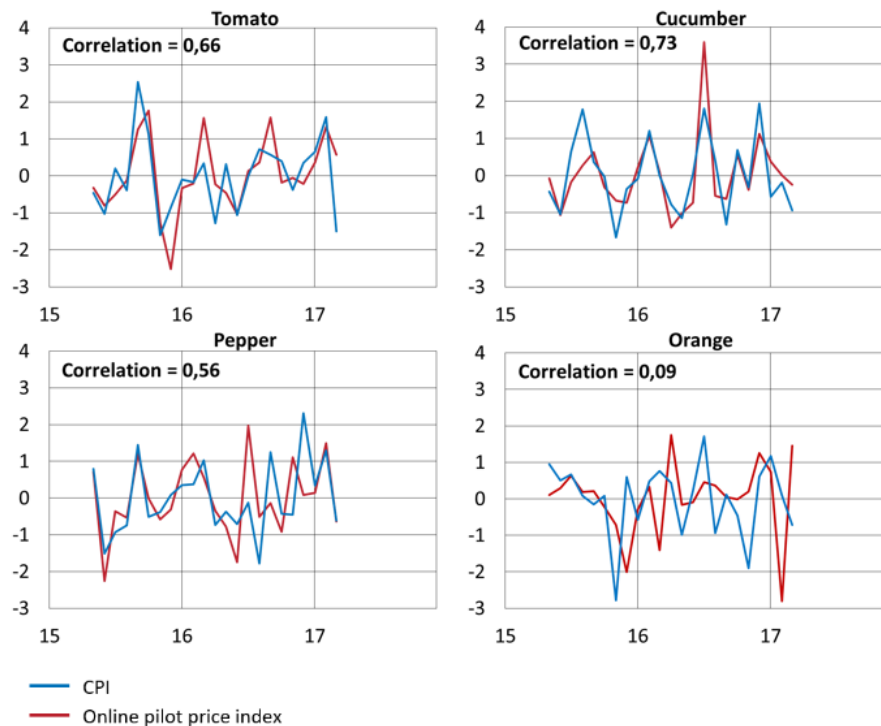 Tomato
Correlation = 0,66
4
3
2
1
0
-1
-2
-3
15 16 17
Cucumber
Correlation = 0,73
4
3
2
1
0
-1
-2
-3
15 16 17
Pepper
Correlation = 0,56
4
3
2
1
0
-1
-2
-3
15 16 17
Orange
Correlation = 0,09
4
3
2
1
0
-1
-2
-3
15 16 17
CPI
Online pilot price index